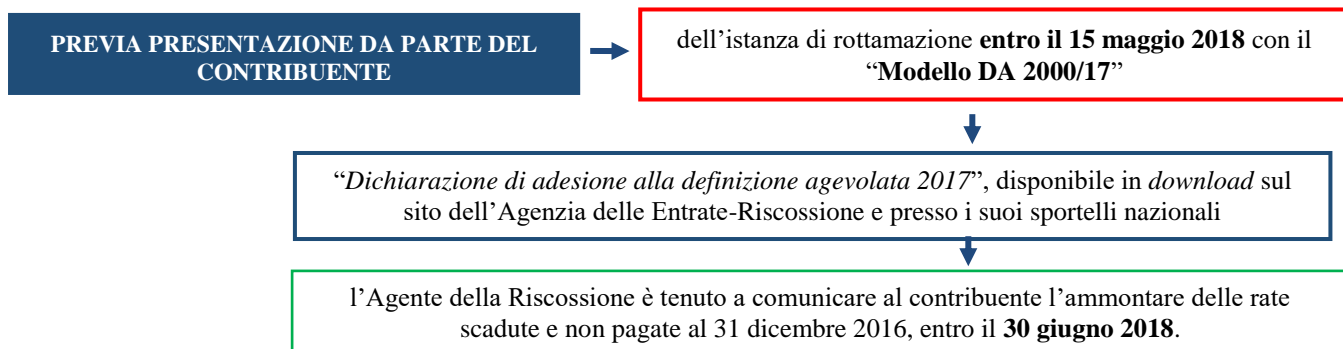 PREVIA PRESENTAZIONE DA PARTE DEL
CONTRIBUENTE
dell’istanza di rottamazione entro il 15 maggio 2018 con il
“Modello DA 2000/17”
“Dichiarazione di adesione alla definizione agevolata 2017”, disponibile in download sul
sito dell’Agenzia delle Entrate-Riscossione e presso i suoi sportelli nazionali
l’Agente della Riscossione è tenuto a comunicare al contribuente l’ammontare delle rate
scadute e non pagate al 31 dicembre 2016, entro il 30 giugno 2018.